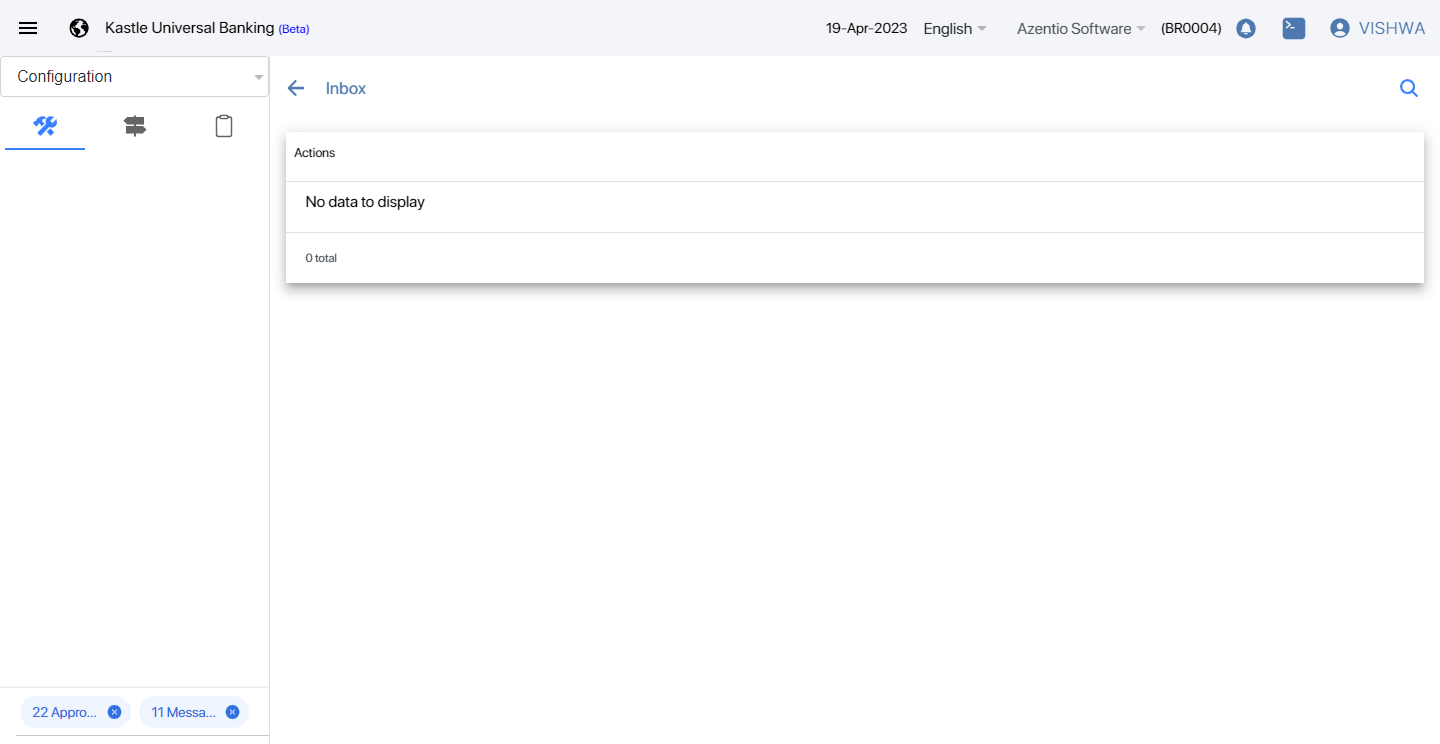 Kastle Universal Banking (Beta)
19-Apr-2023 English Azentio Software (BR0004) VISHWA
Configuration
Inbox
Actions
No data to display
0 total
22 Appro... 11 Messa...